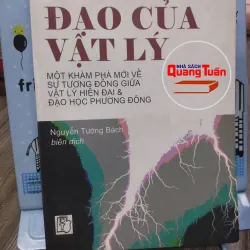 ĐẠO CỦA
VẬT LÝ
MỘT KHÁM PHÁ MỚI VỀ
SỰ TƯƠNG ĐỒNG GIỮA
VẬT LÝ HIỆN ĐẠI &
ĐẠO HỌC PHƯƠNG ĐÔNG
NHÀ SÁCH
Quang Tuấn
Nguyễn Tường Bách
biên dịch